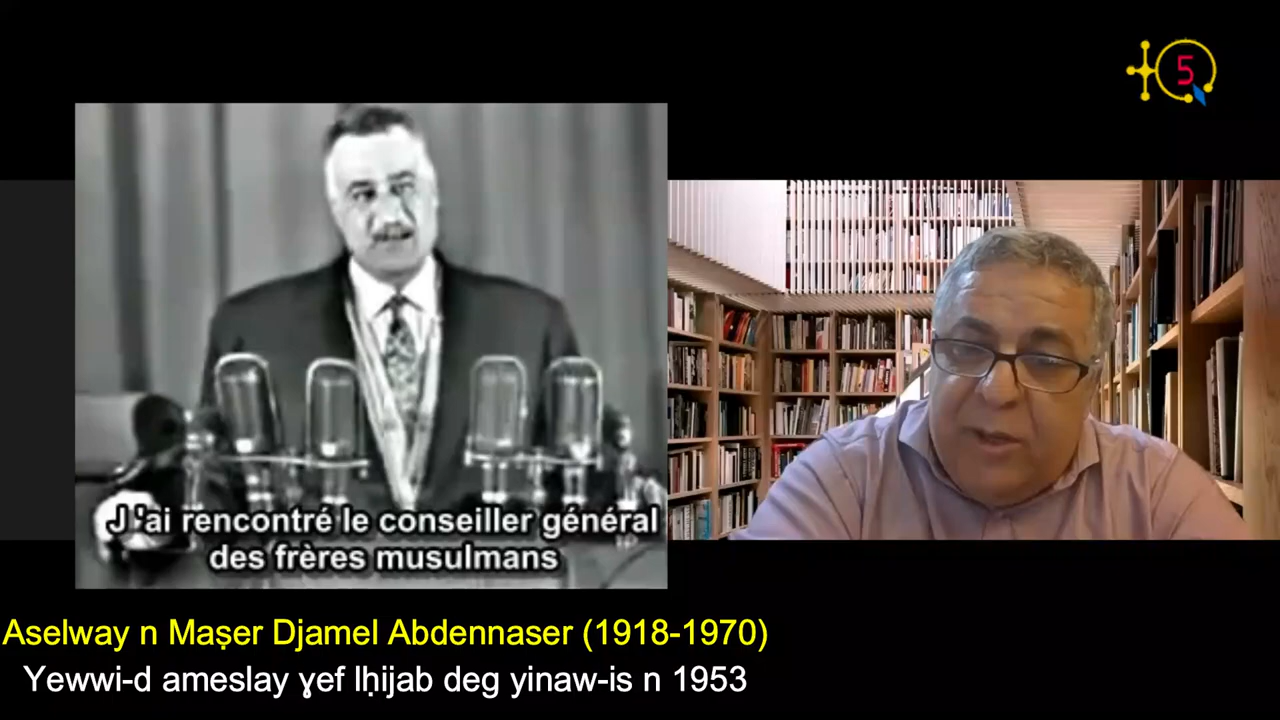 5
J'ai rencontré le conseiller général
des frères musulmans
Aselway n Maṣer Djamel Abdennaser (1918-1970)
Yewwi-d ameslay ɣef lḥijab deg yinaw-is n 1953